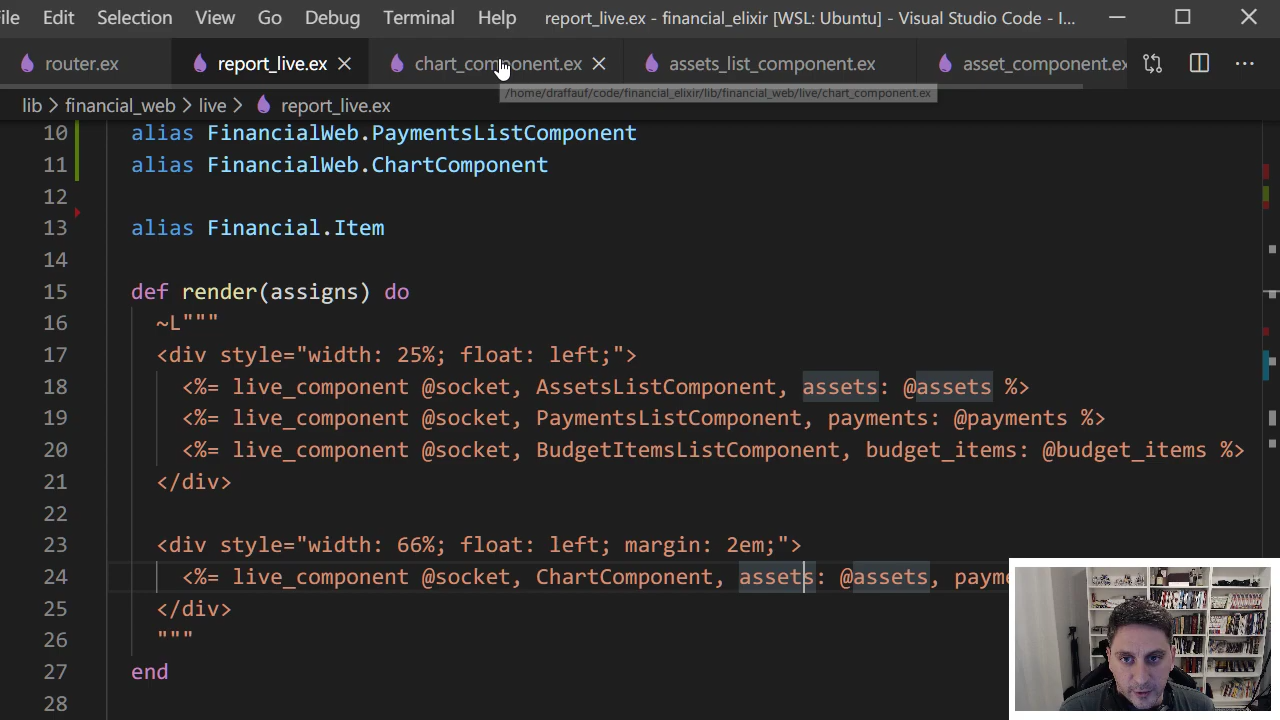 File Edit Selection View Go Debug Terminal Help report_live.ex - financial_elixir [WSL: Ubuntu] - Visual Studio Code - I...
router.ex report_live.ex chart_component.ex assets_list_component.ex asset_component.ex
/home/draffauf/code/financial_elixir/lib/financial_web/live/chart_component.ex
lib > financial_web > live > report_live.ex
10 alias FinancialWeb.PaymentsListComponent
11 alias FinancialWeb.ChartComponent
12
13 alias Financial.Item
14
15 def render(assigns) do
16 ~L"""
17 <div style="width: 25%; float: left;">
18 <%= live_component @socket, AssetsListComponent, assets: @assets %>
19 <%= live_component @socket, PaymentsListComponent, payments: @payments %>
20 <%= live_component @socket, BudgetItemsListComponent, budget_items: @budget_items %>
21 </div>
22
23 <div style="width: 66%; float: left; margin: 2em;">
24 <%= live_component @socket, ChartComponent, assets: @assets, payme
25 </div>
26 """
27 end
28